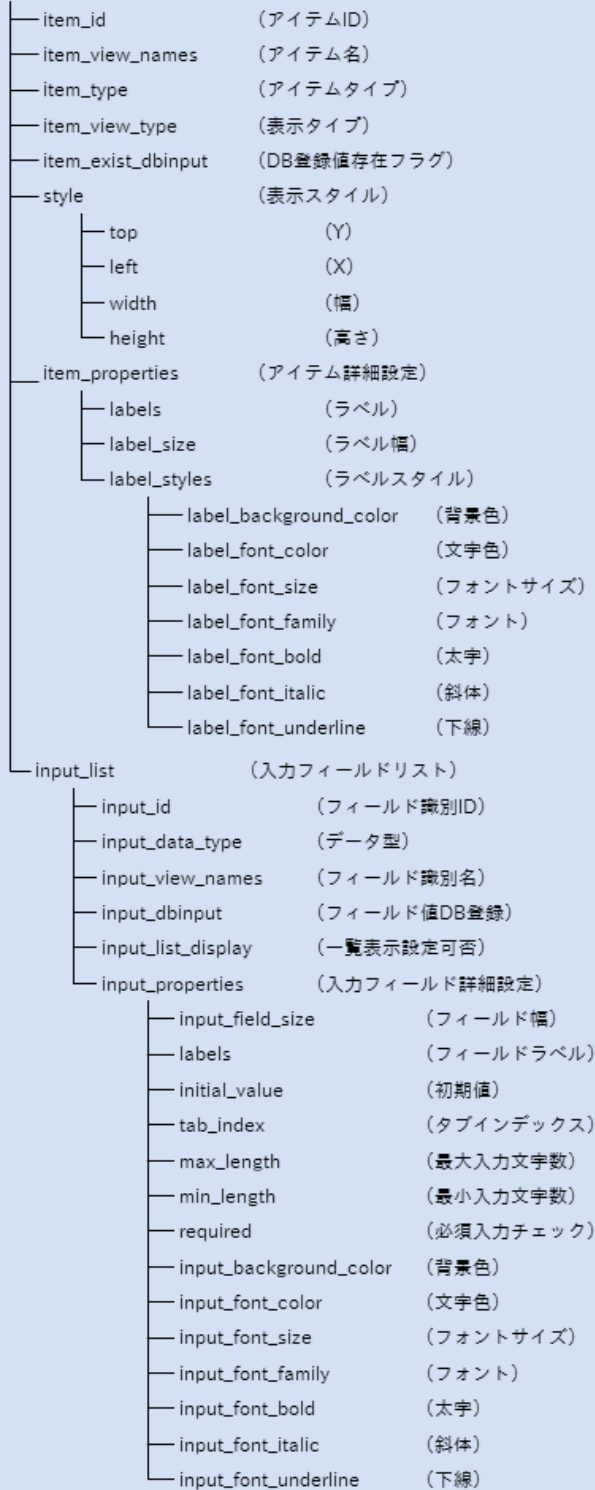 item_id （アイテムID）
item_view_names （アイテム名）
item_type （アイテムタイプ）
item_view_type （表示タイプ）
item_exist_dbinput （DB登録値存在フラグ）
style （表示スタイル）
top （Y）
left （X）
width （幅）
height （高さ）
item_properties （アイテム詳細設定）
labels （ラベル）
label_size （ラベル幅）
label_styles （ラベルスタイル）
label_background_color （背景色）
label_font_color （文字色）
label_font_size （フォントサイズ）
label_font_family （フォント）
label_font_bold （太字）
label_font_italic （斜体）
label_font_underline （下線）
input_list （入力フィールドリスト）
input_id （フィールド識別ID）
input_data_type （データ型）
input_view_names （フィールド識別名）
input_dbinput （フィールド値DB登録）
input_list_display （一覧表示設定可否）
input_properties （入力フィールド詳細設定）
input_field_size （フィールド幅）
labels （フィールドラベル）
initial_value （初期値）
tab_index （タブインデックス）
max_length （最大入力文字数）
min_length （最小入力文字数）
required （必須入力チェック）
input_background_color （背景色）
input_font_color （文字色）
input_font_size （フォントサイズ）
input_font_family （フォント）
input_font_bold （太字）
input_font_italic （斜体）
input_font_underline （下線）